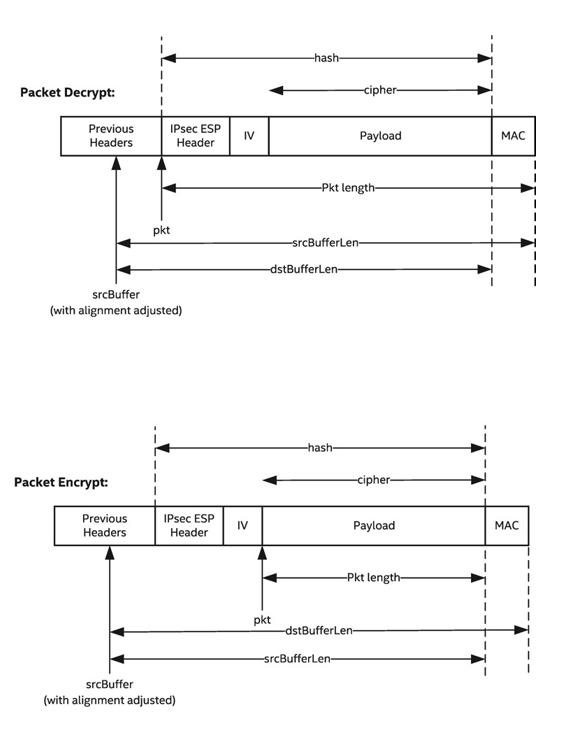 hash
cipher
Packet Decrypt:
Previous
Headers
IPsec ESP
Header
IV
Payload
MAC
Pkt length
pkt
srcBufferLen
dstBufferLen
srcBuffer
(with alignment adjusted)
hash
cipher
Packet Encrypt:
Previous
Headers
IPsec ESP
Header
IV
Payload
MAC
Pkt length
pkt
dstBufferLen
srcBufferLen
srcBuffer
(with alignment adjusted)